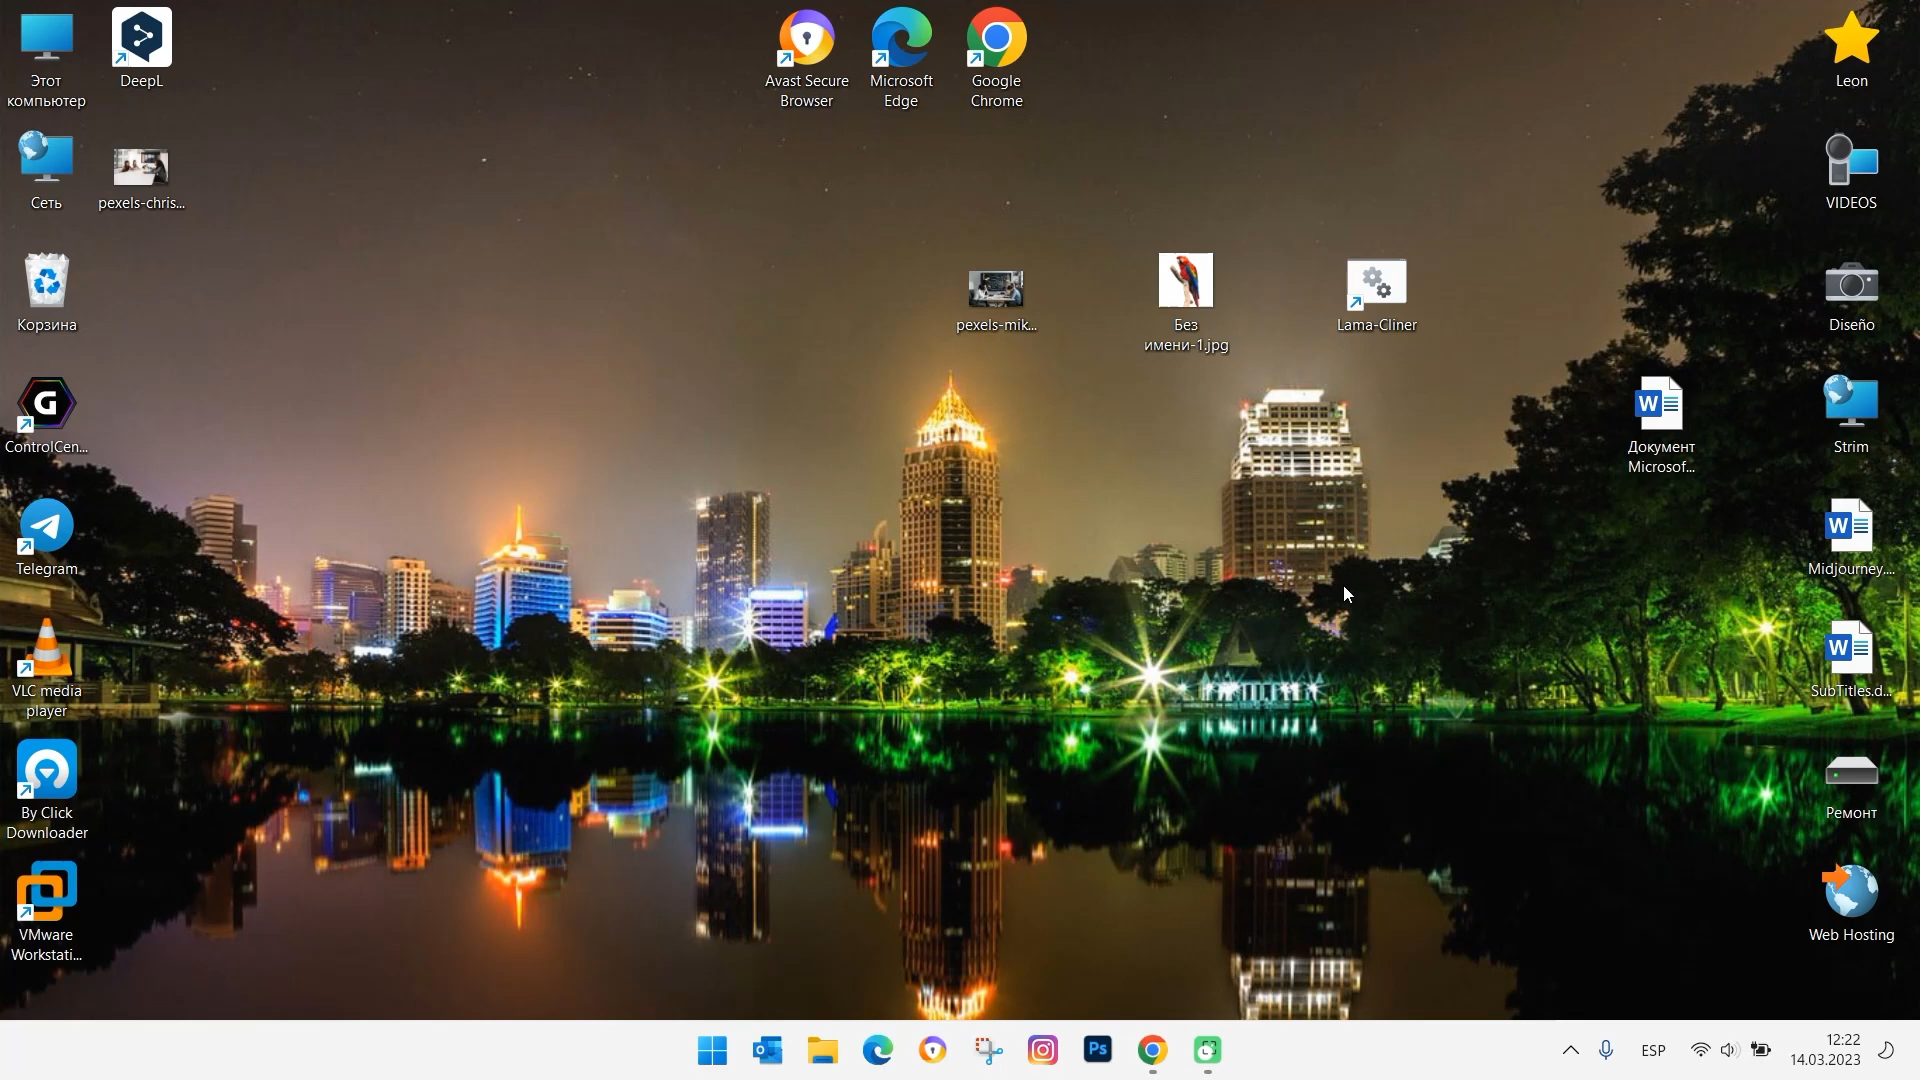 Этот
компьютер
DeepL
Avast Secure
Browser
Microsoft
Edge
Google
Chrome
Leon
Сеть
pexels-chris...
VIDEOS
Корзина
pexels-mik...
Без
имени-1.jpg
Lama-Cliner
Diseño
G
ControlCen...
W
Документ
Microsof...
Strim
Telegram
W
Midjourney....
VLC media
player
W
SubTitles.d...
By Click
Downloader
Ремонт
VMware
Workstati...
Web Hosting
Ps
ESP
12:22
14.03.2023